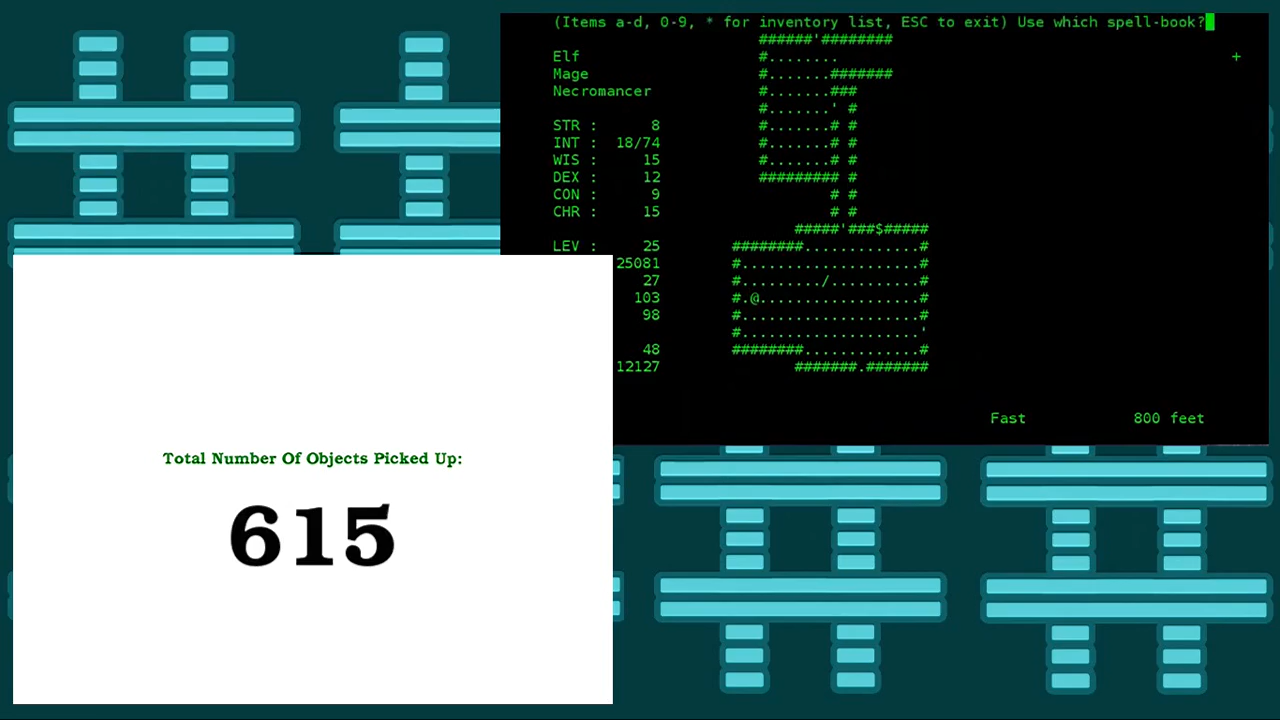 (Items a-d, 0-9, * for inventory list, ESC to exit) Use which spell-book?
######'########
Elf #........ +
Mage #.......#######
Necromancer #.......###
#.......' #
STR : 8 #.......# #
INT : 18/74 #.......# #
WIS : 15 #.......# #
DEX : 12 ######### #
CON : 9 # #
CHR : 15 # #
#####'###$#####
LEV : 25 ########.............#
25081 #...................#
27 #........./..........#
103 #.@..................#
98 #....................#
#....................'
48 ########.............#
12127 #######.#######
Fast 800 feet
Total Number Of Objects Picked Up:
615